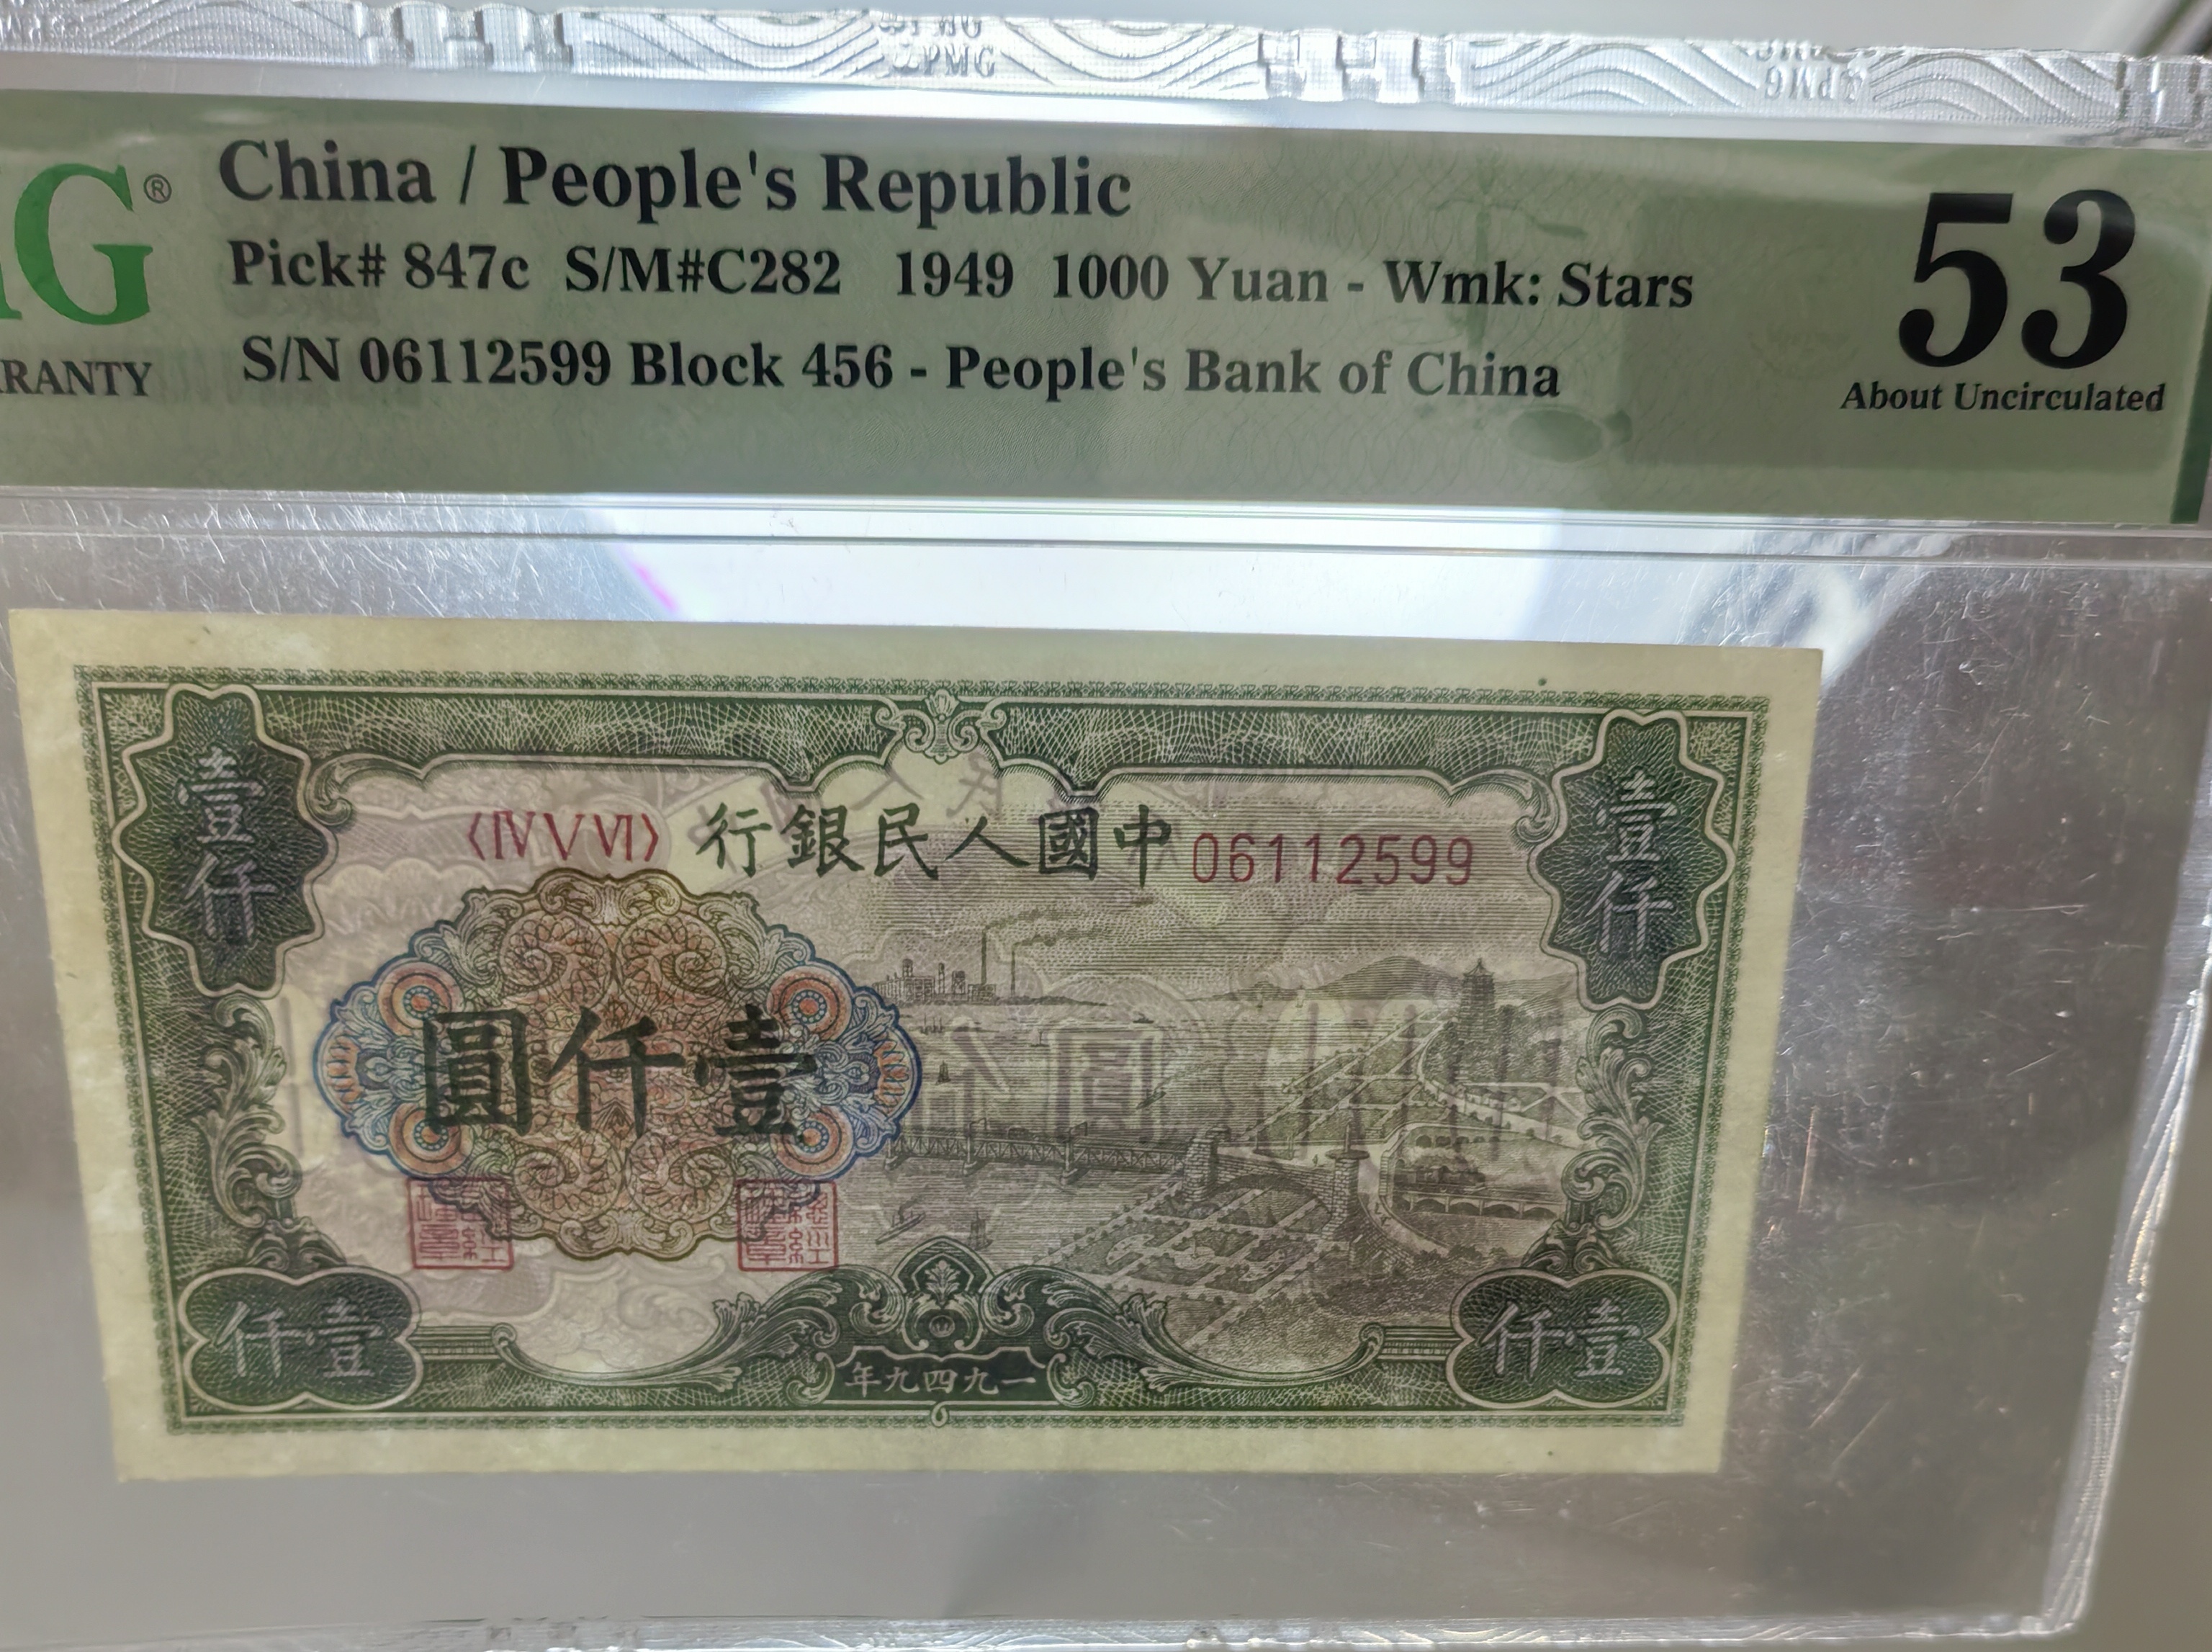 PMG
PMG
G®
China / People's Republic
Pick# 847c S/M#C282 1949 1000 Yuan - Wmk: Stars
S/N 06112599 Block 456 - People's Bank of China
RANTY
53
About Uncirculated
壹仟
壹仟
〈ⅣⅤⅥ〉 行銀民人國中 06112599
圓仟壹
仟壹
年九四九一
仟壹